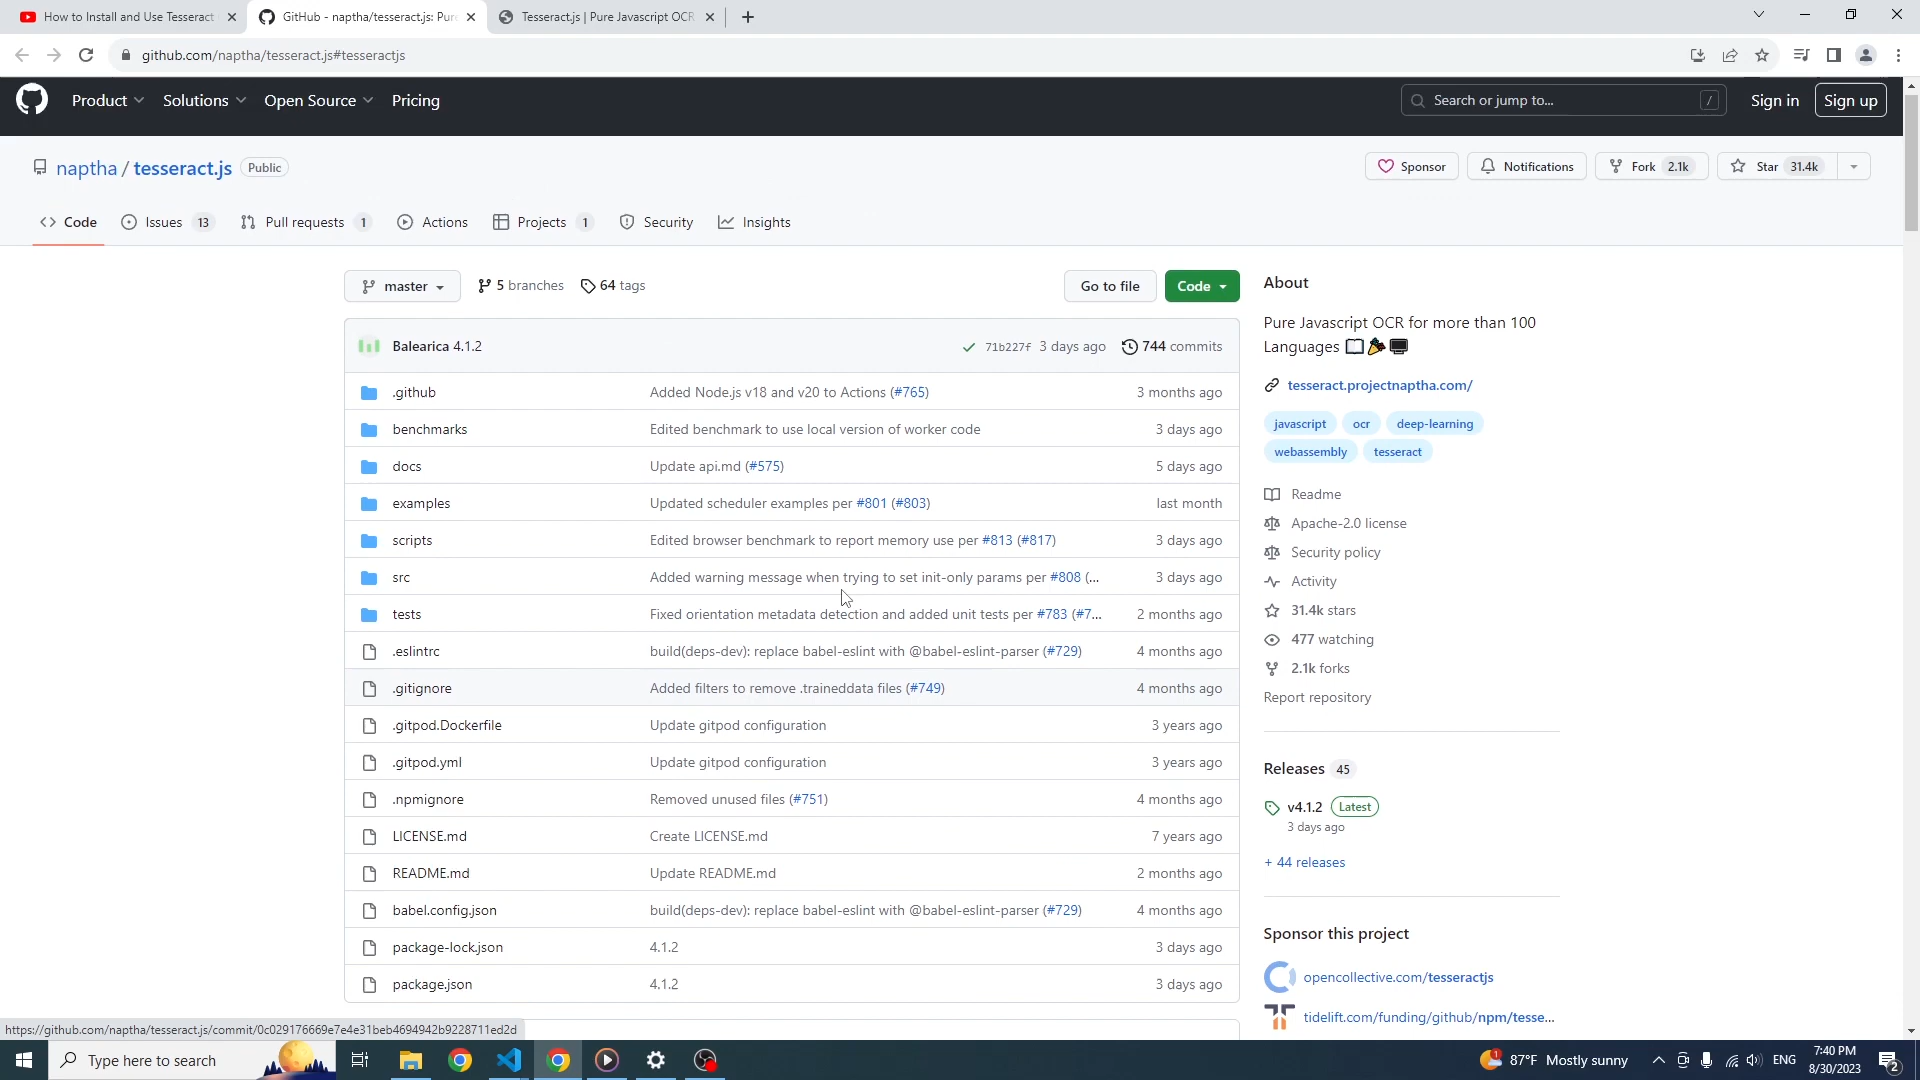 How to Install and Use Tesseract
GitHub - naptha/tesseract.js: Pure
Tesseract.js | Pure Javascript OCR
github.com/naptha/tesseract.js#tesseractjs
Product
Solutions
Open Source
Pricing
Search or jump to...
/
Sign in
Sign up
naptha / tesseract.js
Public
Sponsor
Notifications
Fork 2.1k
Star 31.4k
Code
Issues 13
Pull requests 1
Actions
Projects 1
Security
Insights
master
5 branches
64 tags
Go to file
Code
Balearica 4.1.2
71b227f 3 days ago
744 commits
.github Added Node.js v18 and v20 to Actions (#765) 3 months ago
benchmarks Edited benchmark to use local version of worker code 3 days ago
docs Update api.md (#575) 5 days ago
examples Updated scheduler examples per #801 (#803) last month
scripts Edited browser benchmark to report memory use per #813 (#817) 3 days ago
src Added warning message when trying to set init-only params per #808 (... 3 days ago
tests Fixed orientation metadata detection and added unit tests per #783 (#7... 2 months ago
.eslintrc build(deps-dev): replace babel-eslint with @babel-eslint-parser (#729) 4 months ago
.gitignore Added filters to remove .traineddata files (#749) 4 months ago
.gitpod.Dockerfile Update gitpod configuration 3 years ago
.gitpod.yml Update gitpod configuration 3 years ago
.npmignore Removed unused files (#751) 4 months ago
LICENSE.md Create LICENSE.md 7 years ago
README.md Update README.md 2 months ago
babel.config.json build(deps-dev): replace babel-eslint with @babel-eslint-parser (#729) 4 months ago
package-lock.json 4.1.2 3 days ago
package.json 4.1.2 3 days ago
About
Pure Javascript OCR for more than 100
Languages
tesseract.projectnaptha.com/
javascript ocr deep-learning
webassembly tesseract
Readme
Apache-2.0 license
Security policy
Activity
31.4k stars
477 watching
2.1k forks
Report repository
Releases 45
v4.1.2 Latest
3 days ago
+ 44 releases
Sponsor this project
opencollective.com/tesseractjs
tidelift.com/funding/github/npm/tesse...
https://github.com/naptha/tesseract.js/commit/0c029176669e7e4e31beb4694942b9228711ed2d
Type here to search
1
87°F Mostly sunny
ENG
7:40 PM
8/30/2023
2